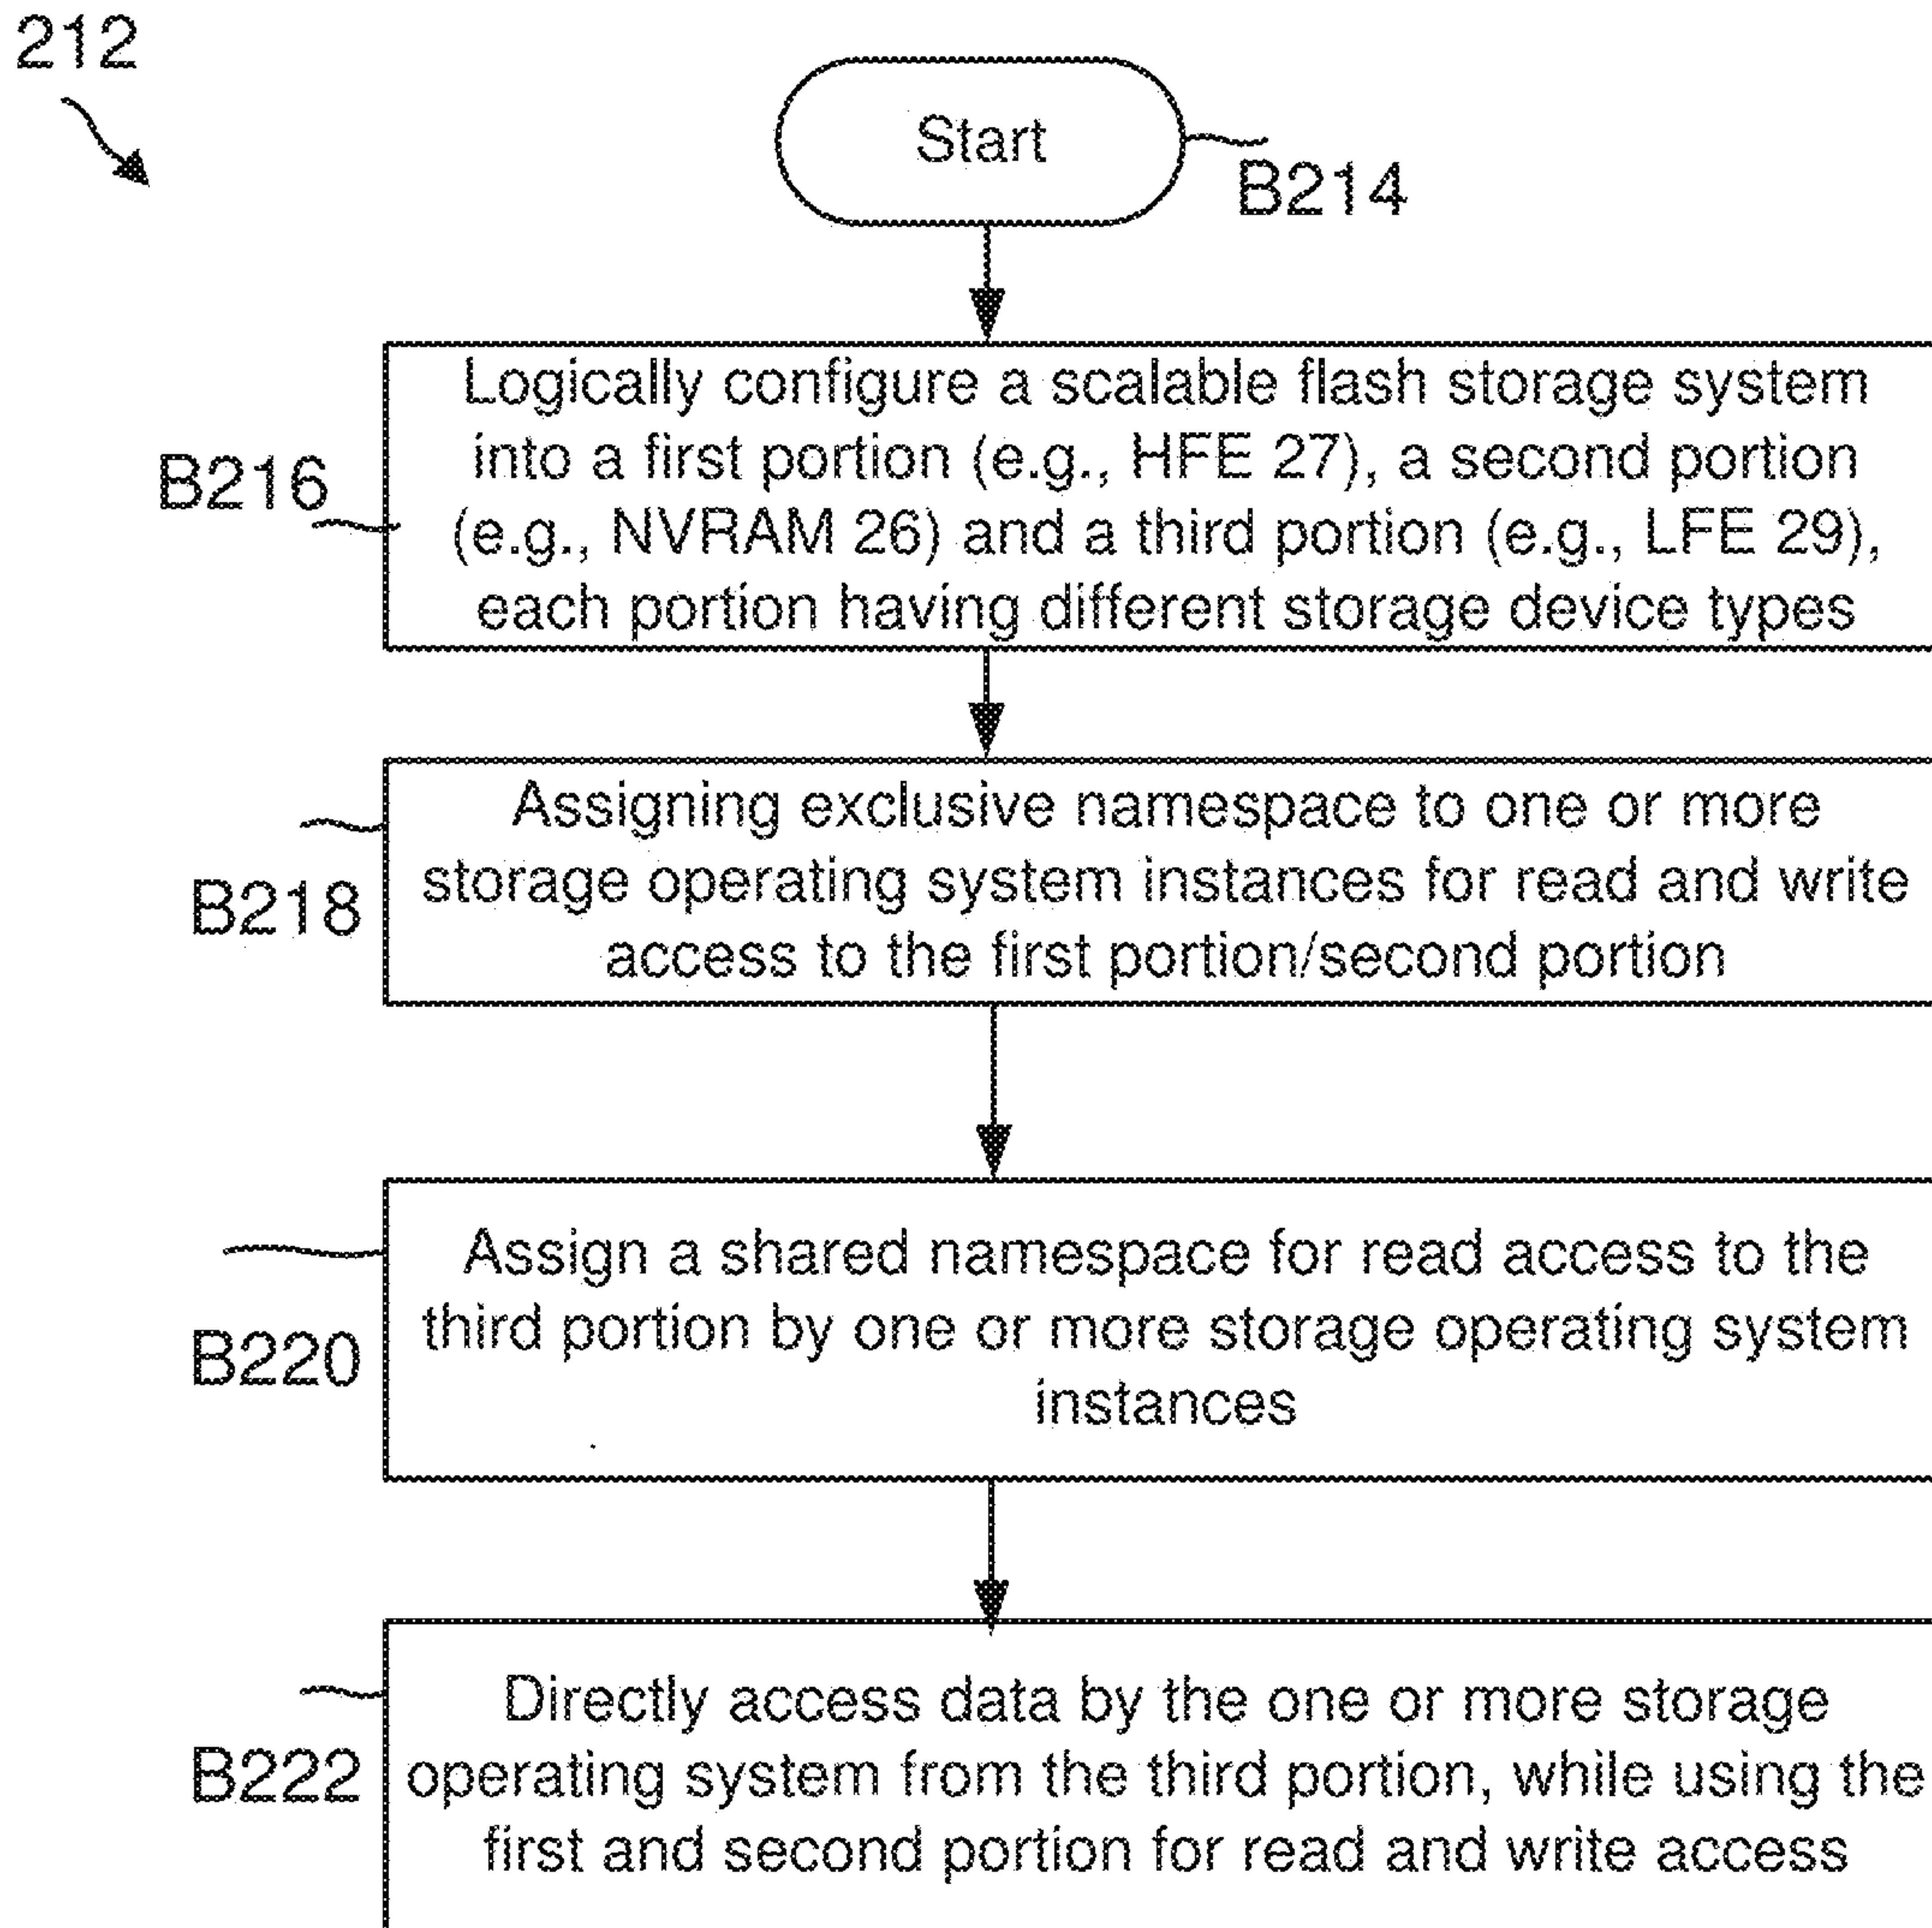 212
Start
B214
Logically configure a scalable flash storage system
into a first portion (e.g., HFE 27), a second portion
(e.g., NVRAM 26) and a third portion (e.g., LFE 29),
each portion having different storage device types
B216
Assigning exclusive namespace to one or more
storage operating system instances for read and write
access to the first portion/second portion
B218
Assign a shared namespace for read access to the
third portion by one or more storage operating system
instances
B220
Directly access data by the one or more storage
operating system from the third portion, while using the
first and second portion for read and write access
B222